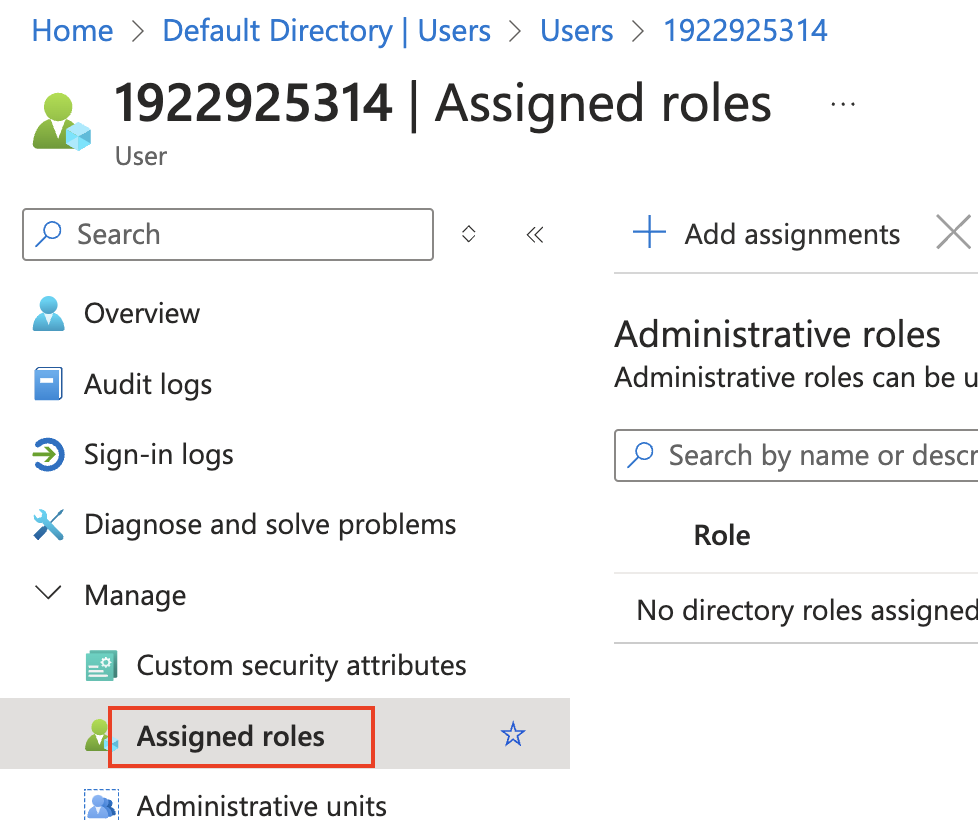 Home > Default Directory | Users > Users > 1922925314
1922925314 | Assigned roles ...
User
Search
Overview
Audit logs
Sign-in logs
Diagnose and solve problems
Manage
Custom security attributes
Assigned roles
Administrative units
Add assignments
Administrative roles
Administrative roles can be u
Search by name or descr
Role
No directory roles assigned